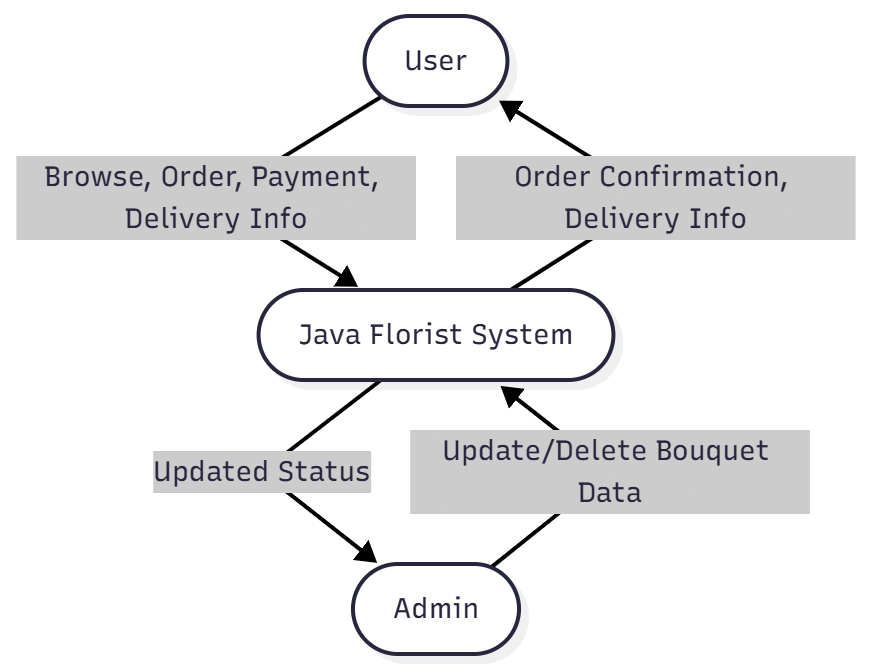 User
Browse, Order, Payment,
Delivery Info
Order Confirmation,
Delivery Info
Java Florist System
Updated Status
Update/Delete Bouquet
Data
Admin